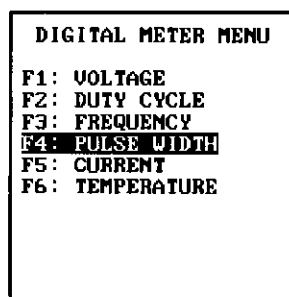 DIGITAL METER MENU
F1: VOLTAGE
F2: DUTY CYCLE
F3: FREQUENCY
F4: PULSE WIDTH
F5: CURRENT
F6: TEMPERATURE